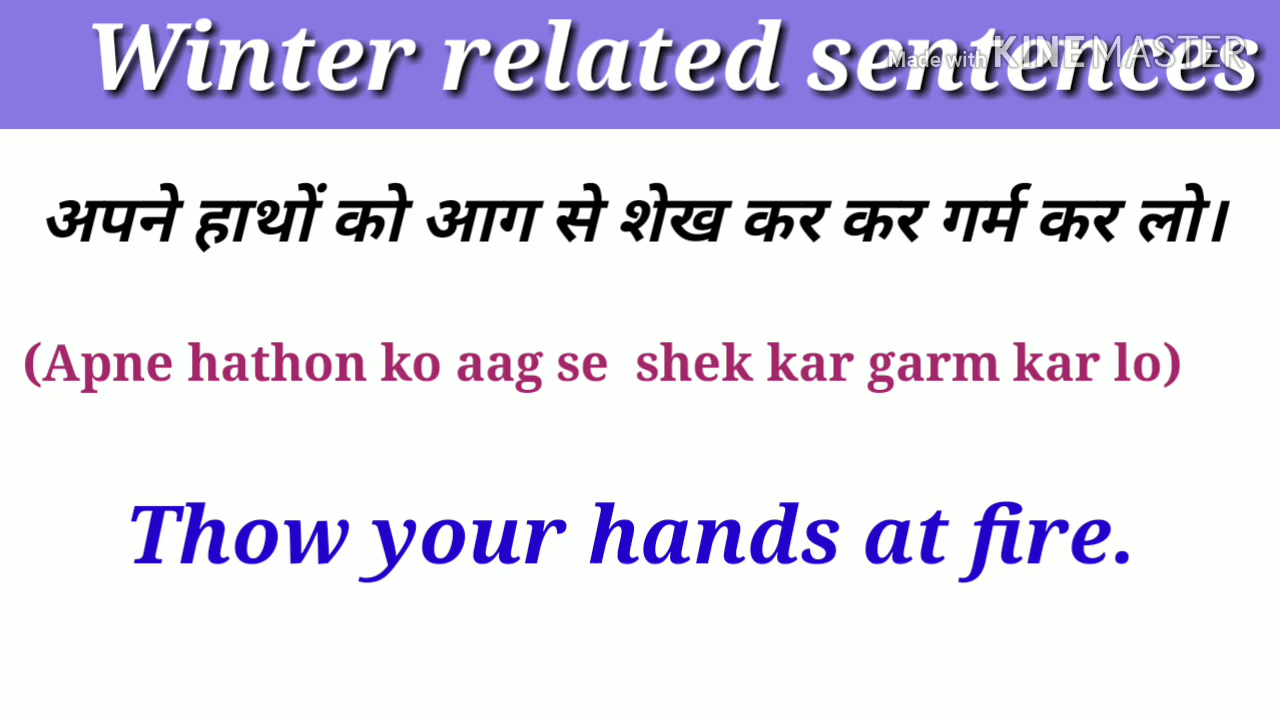 Winter related sentences
Made with KINEMASTER
अपने हाथों को आग से शेख कर कर गर्म कर लो।
(Apne hathon ko aag se shek kar garm kar lo)
Thow your hands at fire.